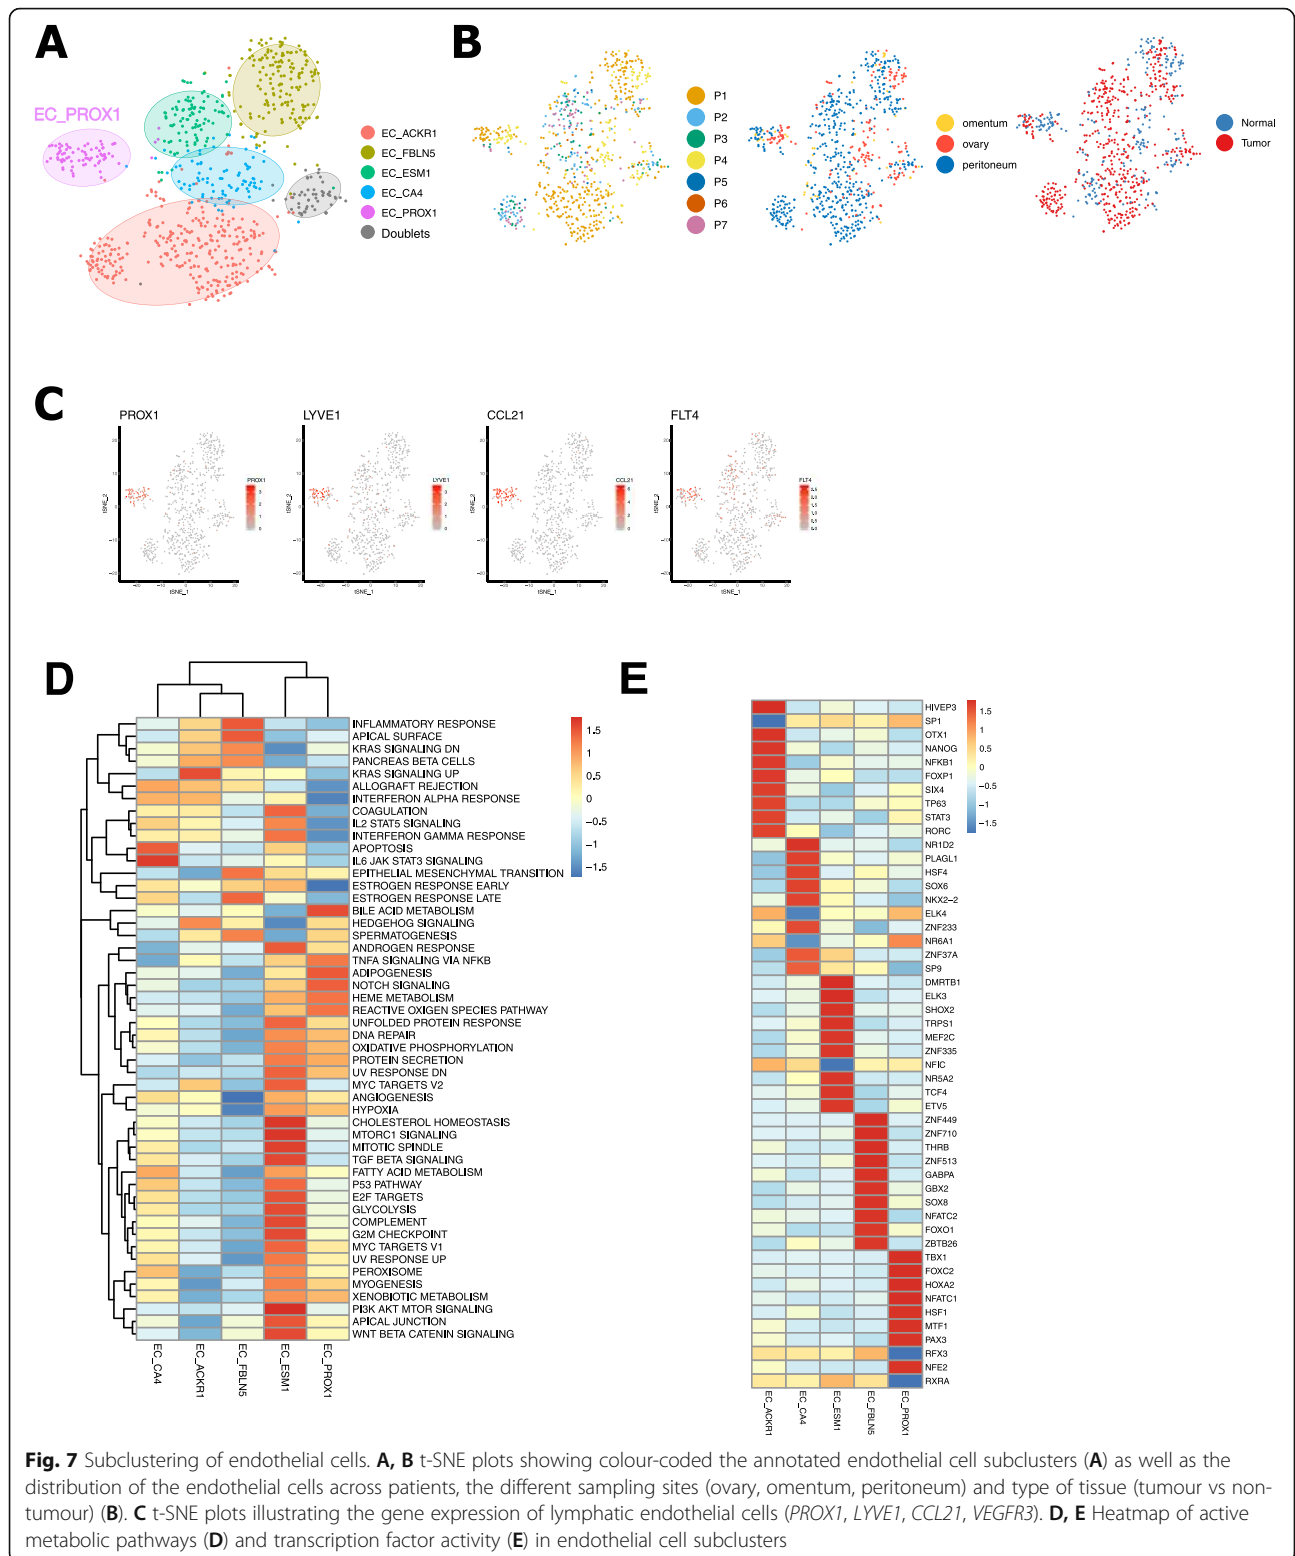 A
EC_PROX1
EC_ACKR1
EC_FBLN5
EC_ESM1
EC_CA4
EC_PROX1
Doublets
B
P1
P2
P3
P4
P5
P6
P7
omentum
ovary
peritoneum
Normal
Tumor
C
PROX1
LYVE1
CCL21
FLT4
PROX1
LYVE1
CCL21
FLT4
tSNE_2
tSNE_2
tSNE_2
tSNE_2
tSNE_1
tSNE_1
tSNE_1
tSNE_1
D
INFLAMMATORY RESPONSE
APICAL SURFACE
KRAS SIGNALING DN
PANCREAS BETA CELLS
KRAS SIGNALING UP
ALLOGRAFT REJECTION
INTERFERON ALPHA RESPONSE
COAGULATION
IL2 STAT5 SIGNALING
INTERFERON GAMMA RESPONSE
APOPTOSIS
IL6 JAK STAT3 SIGNALING
EPITHELIAL MESENCHYMAL TRANSITION
ESTROGEN RESPONSE EARLY
ESTROGEN RESPONSE LATE
BILE ACID METABOLISM
HEDGEHOG SIGNALING
SPERMATOGENESIS
ANDROGEN RESPONSE
TNFA SIGNALING VIA NFKB
ADIPOGENESIS
NOTCH SIGNALING
HEME METABOLISM
REACTIVE OXIGEN SPECIES PATHWAY
UNFOLDED PROTEIN RESPONSE
DNA REPAIR
OXIDATIVE PHOSPHORYLATION
PROTEIN SECRETION
UV RESPONSE DN
MYC TARGETS V2
ANGIOGENESIS
HYPOXIA
CHOLESTEROL HOMEOSTASIS
MTORC1 SIGNALING
MITOTIC SPINDLE
TGF BETA SIGNALING
FATTY ACID METABOLISM
P53 PATHWAY
E2F TARGETS
GLYCOLYSIS
COMPLEMENT
G2M CHECKPOINT
MYC TARGETS V1
UV RESPONSE UP
PEROXISOME
MYOGENESIS
XENOBIOTIC METABOLISM
PI3K AKT MTOR SIGNALING
APICAL JUNCTION
WNT BETA CATENIN SIGNALING
1.5
1
0.5
0
−0.5
−1
−1.5
EC_CA4
EC_ACKR1
EC_FBLN5
EC_ESM1
EC_PROX1
E
HIVEP3
SP1
OTX1
NANOG
NFKB1
FOXP1
SIX4
TP63
STAT3
RORC
NR1D2
PLAGL1
HSF4
SOX6
NKX2−2
ELK4
ZNF233
NR6A1
ZNF37A
SP9
DMRTB1
ELK3
SHOX2
TRPS1
MEF2C
ZNF335
NFIC
NR5A2
TCF4
ETV5
ZNF449
ZNF710
THRB
ZNF513
GABPA
GBX2
SOX8
NFATC2
FOXO1
ZBTB26
TBX1
FOXC2
HOXA2
NFATC1
HSF1
MTF1
PAX3
RFX3
NFE2
RXRA
1.5
1
0.5
0
−0.5
−1
−1.5
EC_ACKR1
EC_CA4
EC_ESM1
EC_FBLN5
EC_PROX1
Fig. 7 Subclustering of endothelial cells. A, B t-SNE plots showing colour-coded the annotated endothelial cell subclusters (A) as well as the
distribution of the endothelial cells across patients, the different sampling sites (ovary, omentum, peritoneum) and type of tissue (tumour vs non-
tumour) (B). C t-SNE plots illustrating the gene expression of lymphatic endothelial cells (PROX1, LYVE1, CCL21, VEGFR3). D, E Heatmap of active
metabolic pathways (D) and transcription factor activity (E) in endothelial cell subclusters